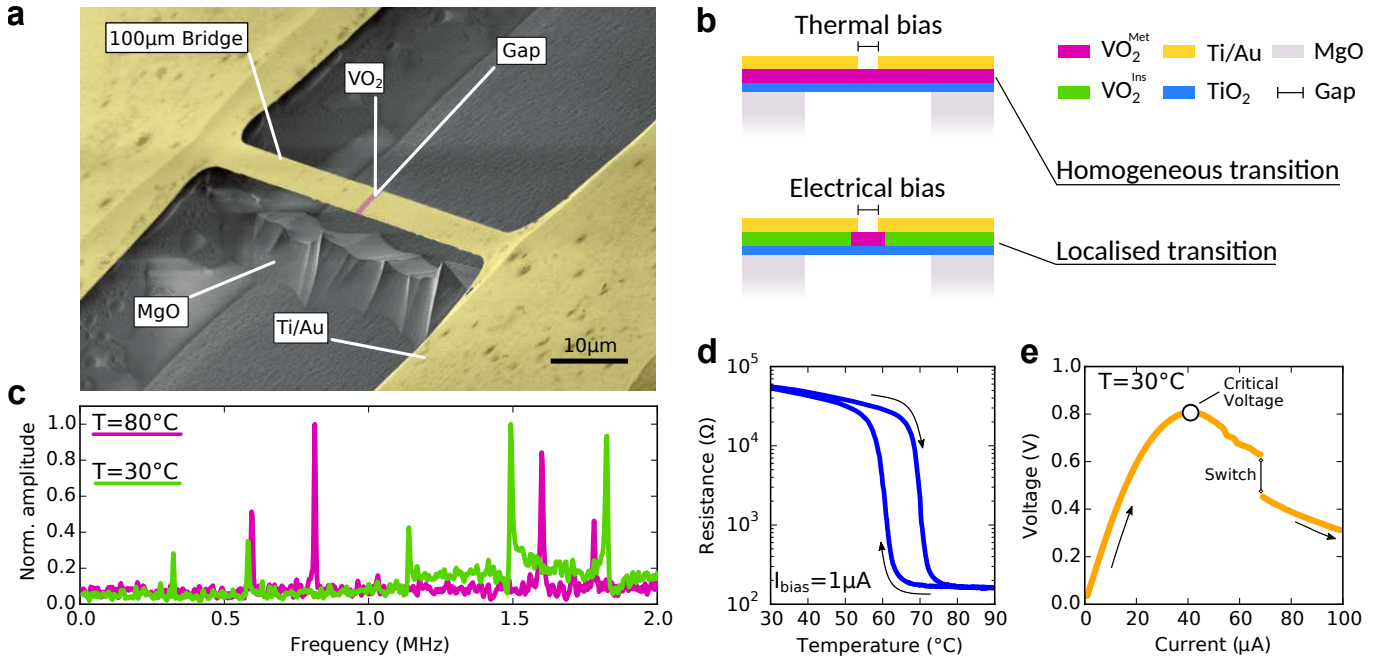 a
100μm Bridge
Gap
VO2
MgO
Ti/Au
10μm
b
Thermal bias
VO2 Met
Ti/Au
MgO
VO2 Ins
TiO2
Gap
Homogeneous transition
Electrical bias
Localised transition
c
T=80°C
T=30°C
Norm. amplitude
1.0
0.8
0.6
0.4
0.2
0.0
0.0 0.5 1.0 1.5 2.0
Frequency (MHz)
d
Resistance (Ω)
10^5
10^4
10^3
10^2
Ibias=1μA
30 40 50 60 70 80 90
Temperature (°C)
e
T=30°C
Critical
Voltage
Switch
Voltage (V)
1.0
0.8
0.6
0.4
0.2
0.0
0 20 40 60 80 100
Current (μA)